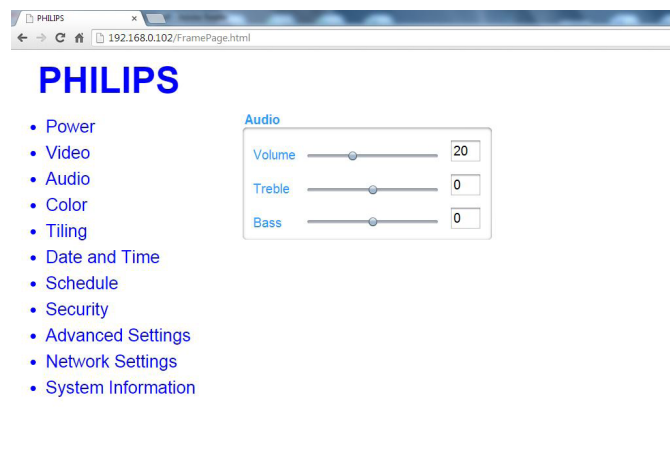 PHILIPS
192.168.0.102/FramePage.html
PHILIPS
Power
Video
Audio
Color
Tiling
Date and Time
Schedule
Security
Advanced Settings
Network Settings
System Information
Audio
Volume 20
Treble 0
Bass 0